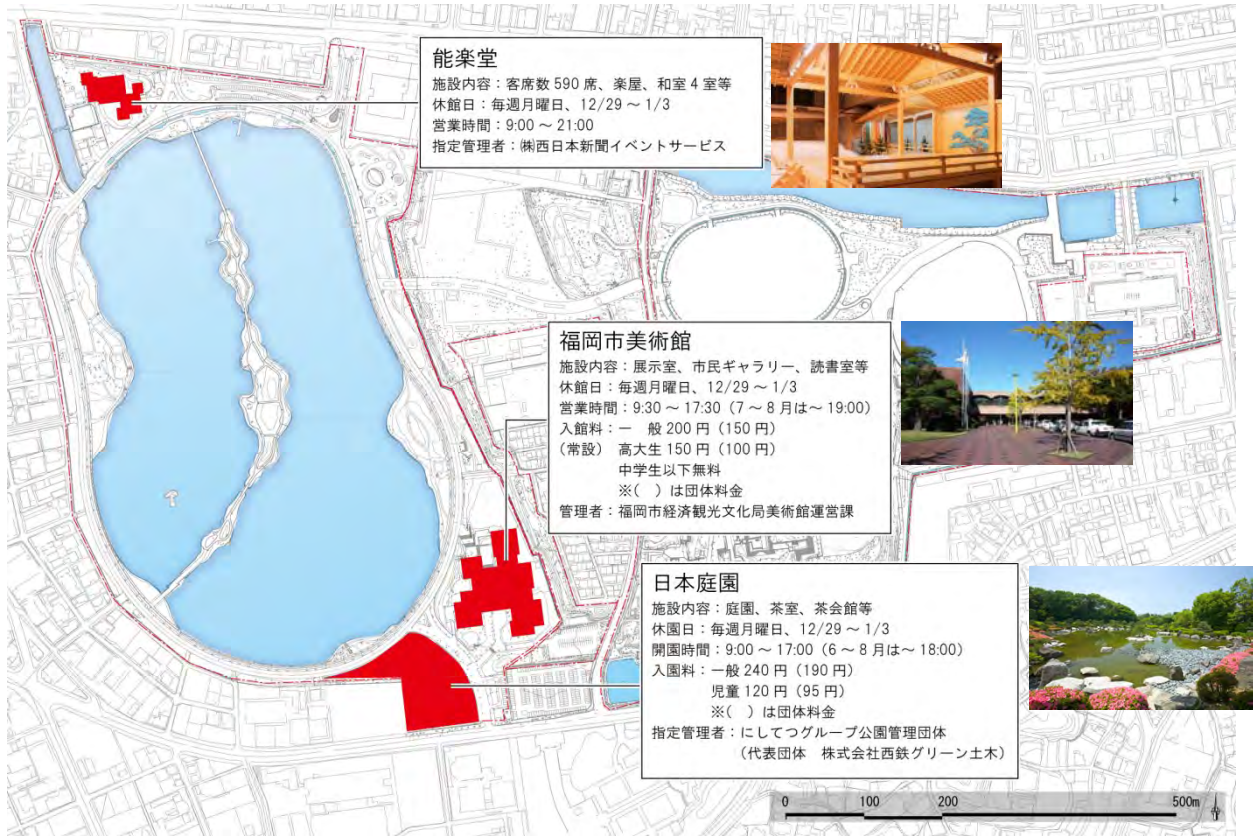 能楽堂
施設内容：客席数 590 席、楽屋、和室 4 室等
休館日：毎週月曜日、12/29 ～ 1/3
営業時間：9:00 ～ 21:00
指定管理者：㈱西日本新聞イベントサービス
福岡市美術館
施設内容：展示室、市民ギャラリー、読書室等
休館日：毎週月曜日、12/29 ～ 1/3
営業時間：9:30 ～ 17:30（7 ～ 8 月は～ 19:00）
入館料：一　般 200 円（150 円）
（常設）　高大生 150 円（100 円）
中学生以下無料
※（　）は団体料金
管理者：福岡市経済観光文化局美術館運営課
日本庭園
施設内容：庭園、茶室、茶会館等
休園日：毎週月曜日、12/29 ～ 1/3
開園時間：9:00 ～ 17:00（6 ～ 8 月は～ 18:00）
入園料：一般 240 円（190 円）
児童 120 円（95 円）
※（　）は団体料金
指定管理者：にしてつグループ公園管理団体
（代表団体　株式会社西鉄グリーン土木）
0 100 200 500m